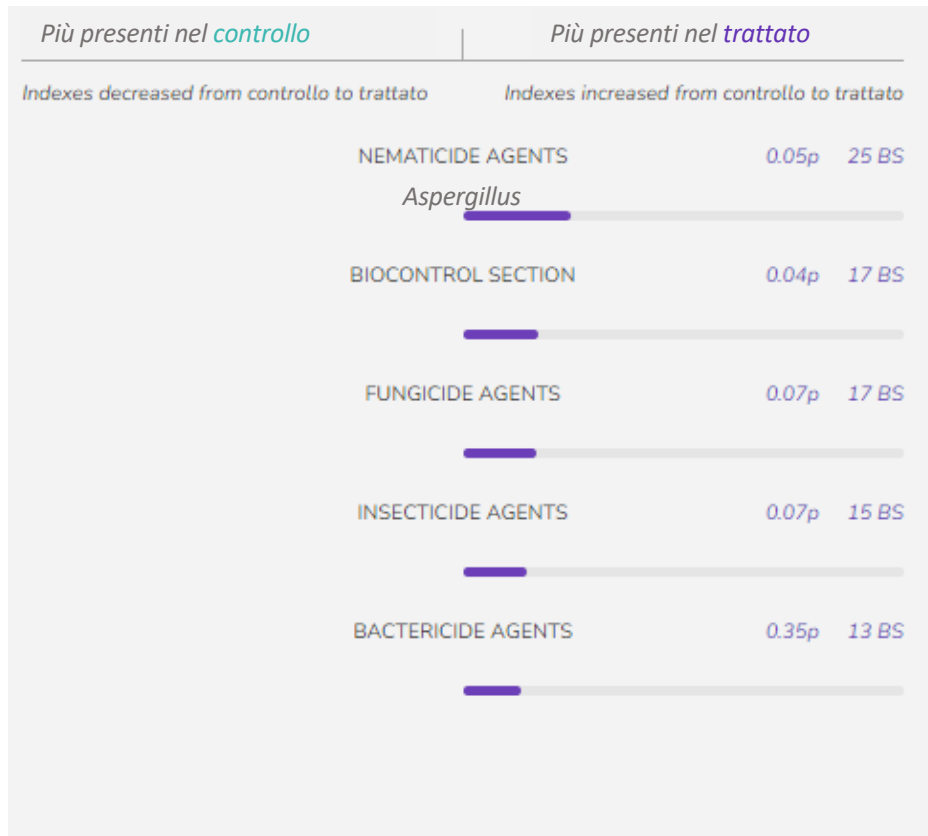 Più presenti nel controllo
Più presenti nel trattato
Indexes decreased from controllo to trattato
Indexes increased from controllo to trattato
NEMATICIDE AGENTS 0.05p 25 BS
Aspergillus
BIOCONTROL SECTION 0.04p 17 BS
FUNGICIDE AGENTS 0.07p 17 BS
INSECTICIDE AGENTS 0.07p 15 BS
BACTERICIDE AGENTS 0.35p 13 BS